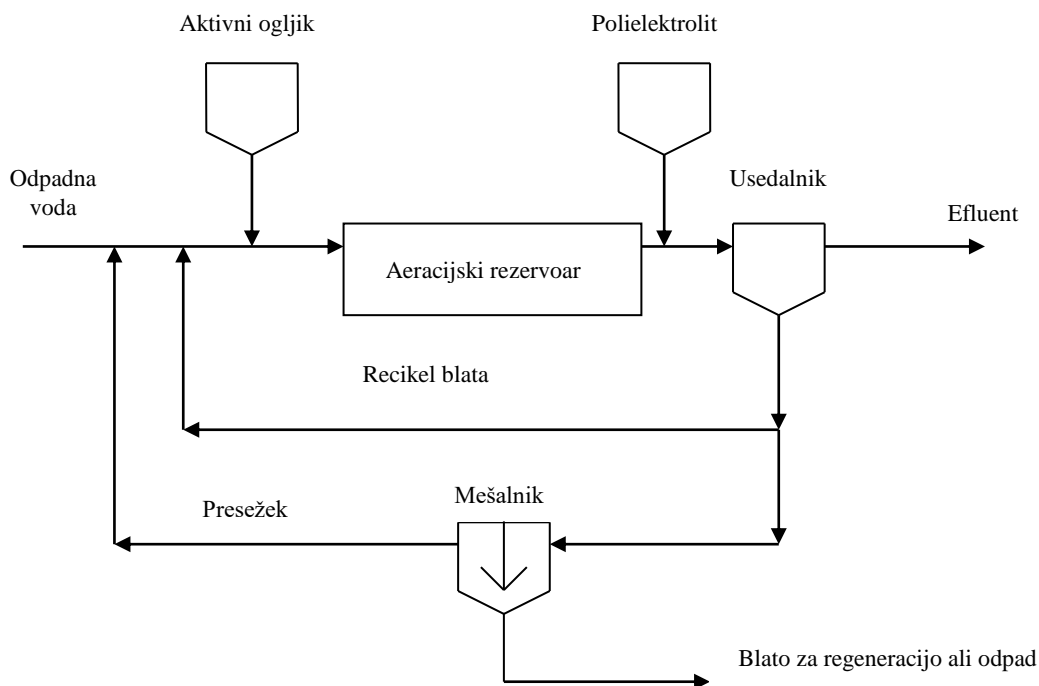 Aktivni ogljik
Polielektrolit
Odpadna
voda
Usedalnik
Efluent
Aeracijski rezervoar
Recikel blata
Mešalnik
Presežek
Blato za regeneracijo ali odpad